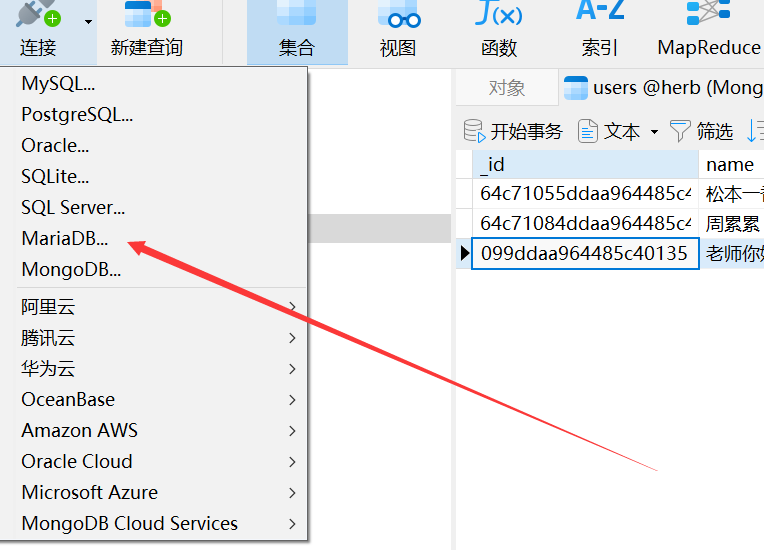 连接
新建查询
集合
视图
函数
索引
MapReduce
MySQL...
PostgreSQL...
Oracle...
SQLite...
SQL Server...
MariaDB...
MongoDB...
阿里云
腾讯云
华为云
OceanBase
Amazon AWS
Oracle Cloud
Microsoft Azure
MongoDB Cloud Services
对象
users @herb (Mong
开始事务
文本
筛选
_id
name
64c71055ddaa964485c4
松本一
64c71084ddaa964485c4
周累累
099ddaa964485c40135
老师你